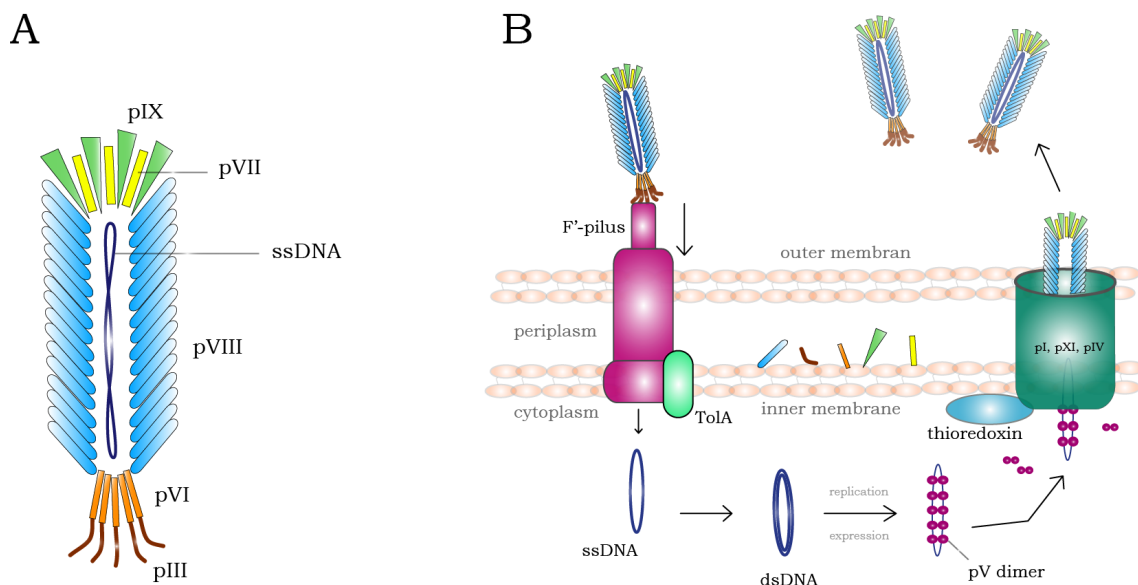 A
pIX
pVII
ssDNA
pVIII
pVI
pIII
B
F'-pilus
outer membran
periplasm
pI, pXI, pIV
cytoplasm
TolA
inner membrane
thioredoxin
replication
expression
ssDNA
dsDNA
pV dimer